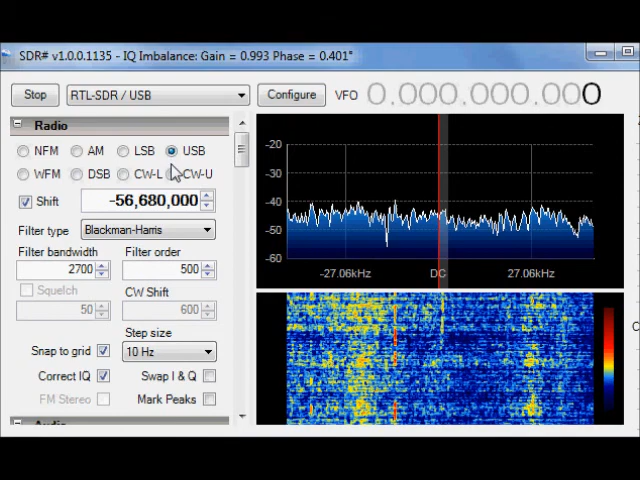 SDR# v1.0.0.1135 - IQ Imbalance: Gain = 0.993 Phase = 0.401°
Stop RTL-SDR / USB Configure VFO 0.000.000.000
Radio
NFM AM LSB USB
WFM DSB CW-L CW-U
Shift -56,680,000
Filter type Blackman-Harris
Filter bandwidth Filter order
2700 500
Squelch CW Shift
50 600
Step size
Snap to grid 10 Hz
Correct IQ Swap I & Q
FM Stereo Mark Peaks
Audio
-20
-30
-40
-50
-60
-27.06kHz DC 27.06kHz